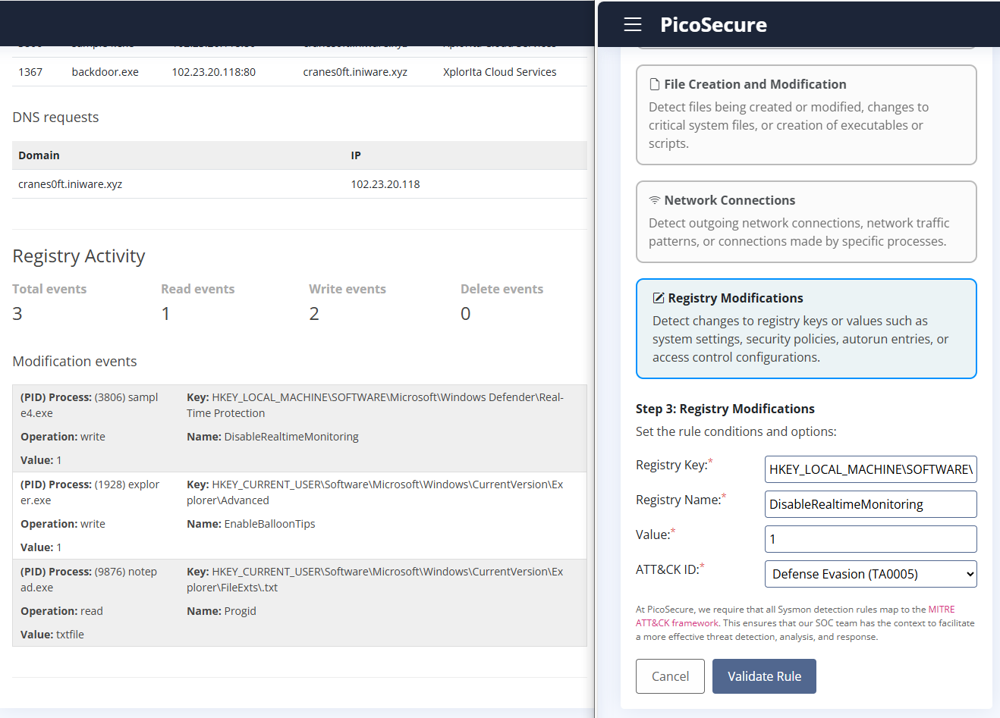 1367 backdoor.exe 102.23.20.118:80 cranes0ft.iniware.xyz XplorIta Cloud Services
DNS requests
Domain IP
cranes0ft.iniware.xyz 102.23.20.118
Registry Activity
Total events Read events Write events Delete events
3 1 2 0
Modification events
(PID) Process: (3806) sampl
e4.exe
Operation: write
Value: 1
Key: HKEY_LOCAL_MACHINE\SOFTWARE\Microsoft\Windows Defender\Real-
Time Protection
Name: DisableRealtimeMonitoring
(PID) Process: (1928) explor
er.exe
Operation: write
Value: 1
Key: HKEY_CURRENT_USER\Software\Microsoft\Windows\CurrentVersion\Ex
plorer\Advanced
Name: EnableBalloonTips
(PID) Process: (9876) notep
ad.exe
Operation: read
Value: txtfile
Key: HKEY_CURRENT_USER\Software\Microsoft\Windows\CurrentVersion\Ex
plorer\FileExts\.txt
Name: Progid
PicoSecure
File Creation and Modification
Detect files being created or modified, changes to
critical system files, or creation of executables or
scripts.
Network Connections
Detect outgoing network connections, network traffic
patterns, or connections made by specific processes.
Registry Modifications
Detect changes to registry keys or values such as
system settings, security policies, autorun entries, or
access control configurations.
Step 3: Registry Modifications
Set the rule conditions and options:
Registry Key:* HKEY_LOCAL_MACHINE\SOFTWARE\
Registry Name:* DisableRealtimeMonitoring
Value:* 1
ATT&CK ID:* Defense Evasion (TA0005)
At PicoSecure, we require that all Sysmon detection rules map to the MITRE
ATT&CK framework. This ensures that our SOC team has the context to facilitate
a more effective threat detection, analysis, and response.
Cancel Validate Rule